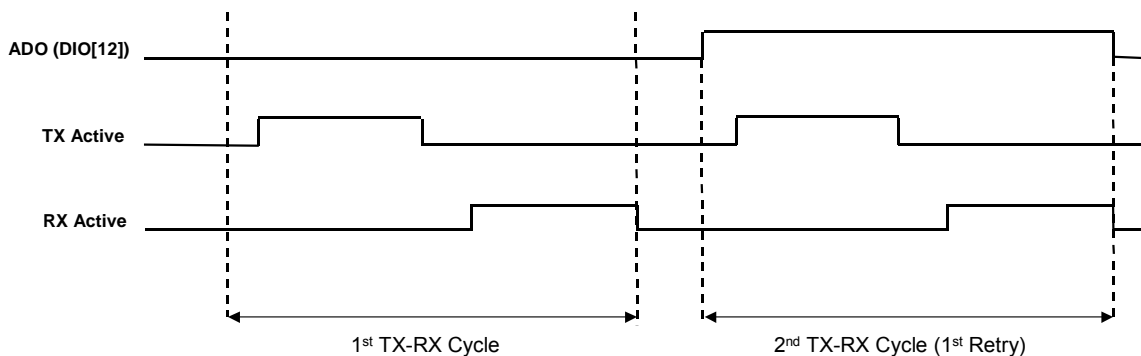 ADO (DIO[12])
TX Active
RX Active
1st TX-RX Cycle
2nd TX-RX Cycle (1st Retry)